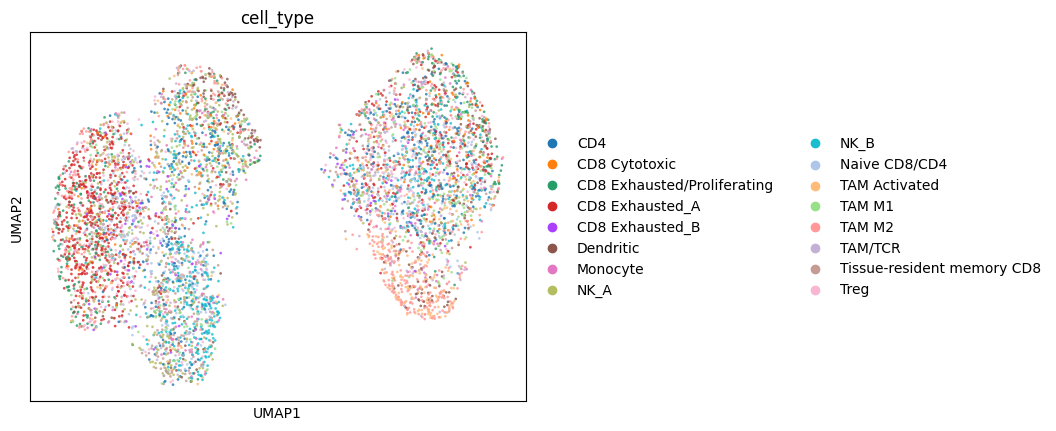 cell_type
UMAP2
UMAP1
CD4
CD8 Cytotoxic
CD8 Exhausted/Proliferating
CD8 Exhausted_A
CD8 Exhausted_B
Dendritic
Monocyte
NK_A
NK_B
Naive CD8/CD4
TAM Activated
TAM M1
TAM M2
TAM/TCR
Tissue-resident memory CD8
Treg